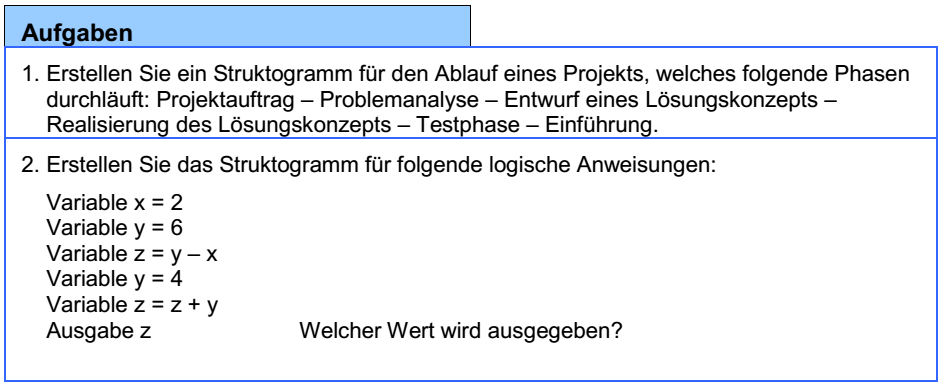 Aufgaben
1. Erstellen Sie ein Struktogramm für den Ablauf eines Projekts, welches folgende Phasen
durchläuft: Projektauftrag – Problemanalyse – Entwurf eines Lösungskonzepts –
Realisierung des Lösungskonzepts – Testphase – Einführung.
2. Erstellen Sie das Struktogramm für folgende logische Anweisungen:
Variable x = 2
Variable y = 6
Variable z = y – x
Variable y = 4
Variable z = z + y
Ausgabe z Welcher Wert wird ausgegeben?